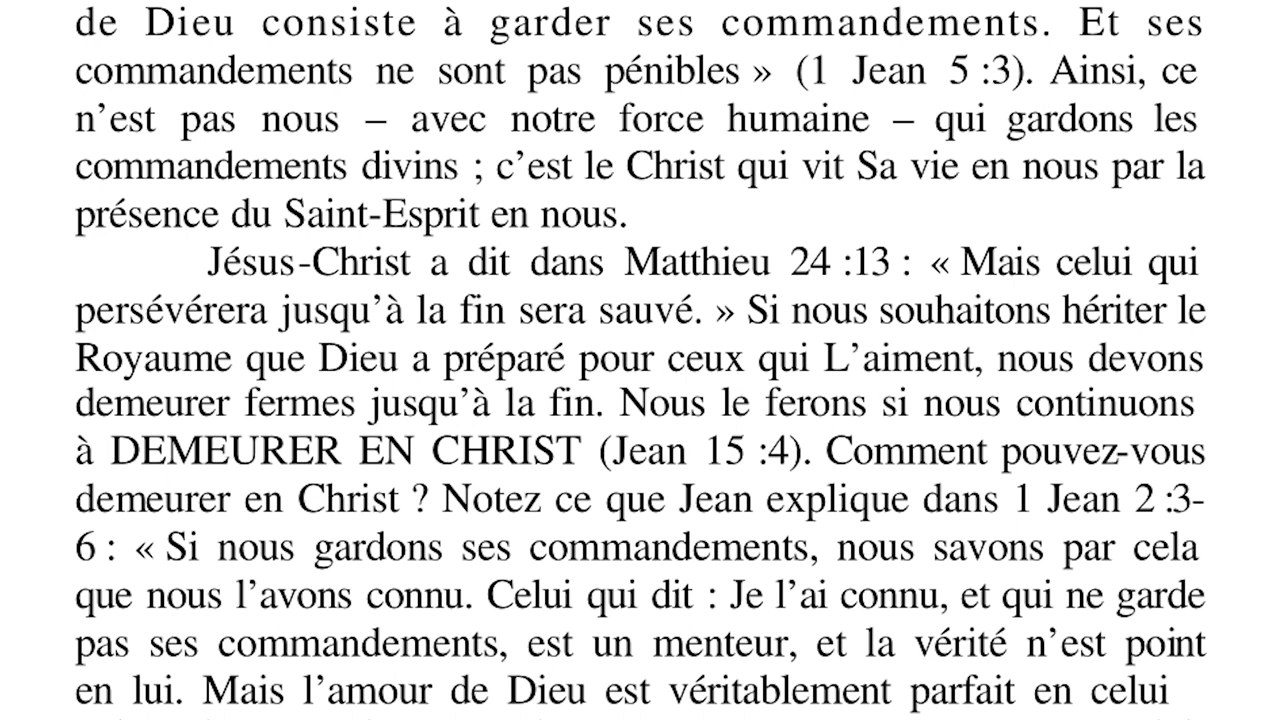 de Dieu consiste à garder ses commandements. Et ses
commandements ne sont pas pénibles » (1 Jean 5 :3). Ainsi, ce
n’est pas nous – avec notre force humaine – qui gardons les
commandements divins ; c’est le Christ qui vit Sa vie en nous par la
présence du Saint-Esprit en nous.
Jésus-Christ a dit dans Matthieu 24 :13 : « Mais celui qui
persévérera jusqu’à la fin sera sauvé. » Si nous souhaitons hériter le
Royaume que Dieu a préparé pour ceux qui L’aiment, nous devons
demeurer fermes jusqu’à la fin. Nous le ferons si nous continuons
à DEMEURER EN CHRIST (Jean 15 :4). Comment pouvez-vous
demeurer en Christ ? Notez ce que Jean explique dans 1 Jean 2 :3-
6 : « Si nous gardons ses commandements, nous savons par cela
que nous l’avons connu. Celui qui dit : Je l’ai connu, et qui ne garde
pas ses commandements, est un menteur, et la vérité n’est point
en lui. Mais l’amour de Dieu est véritablement parfait en celui